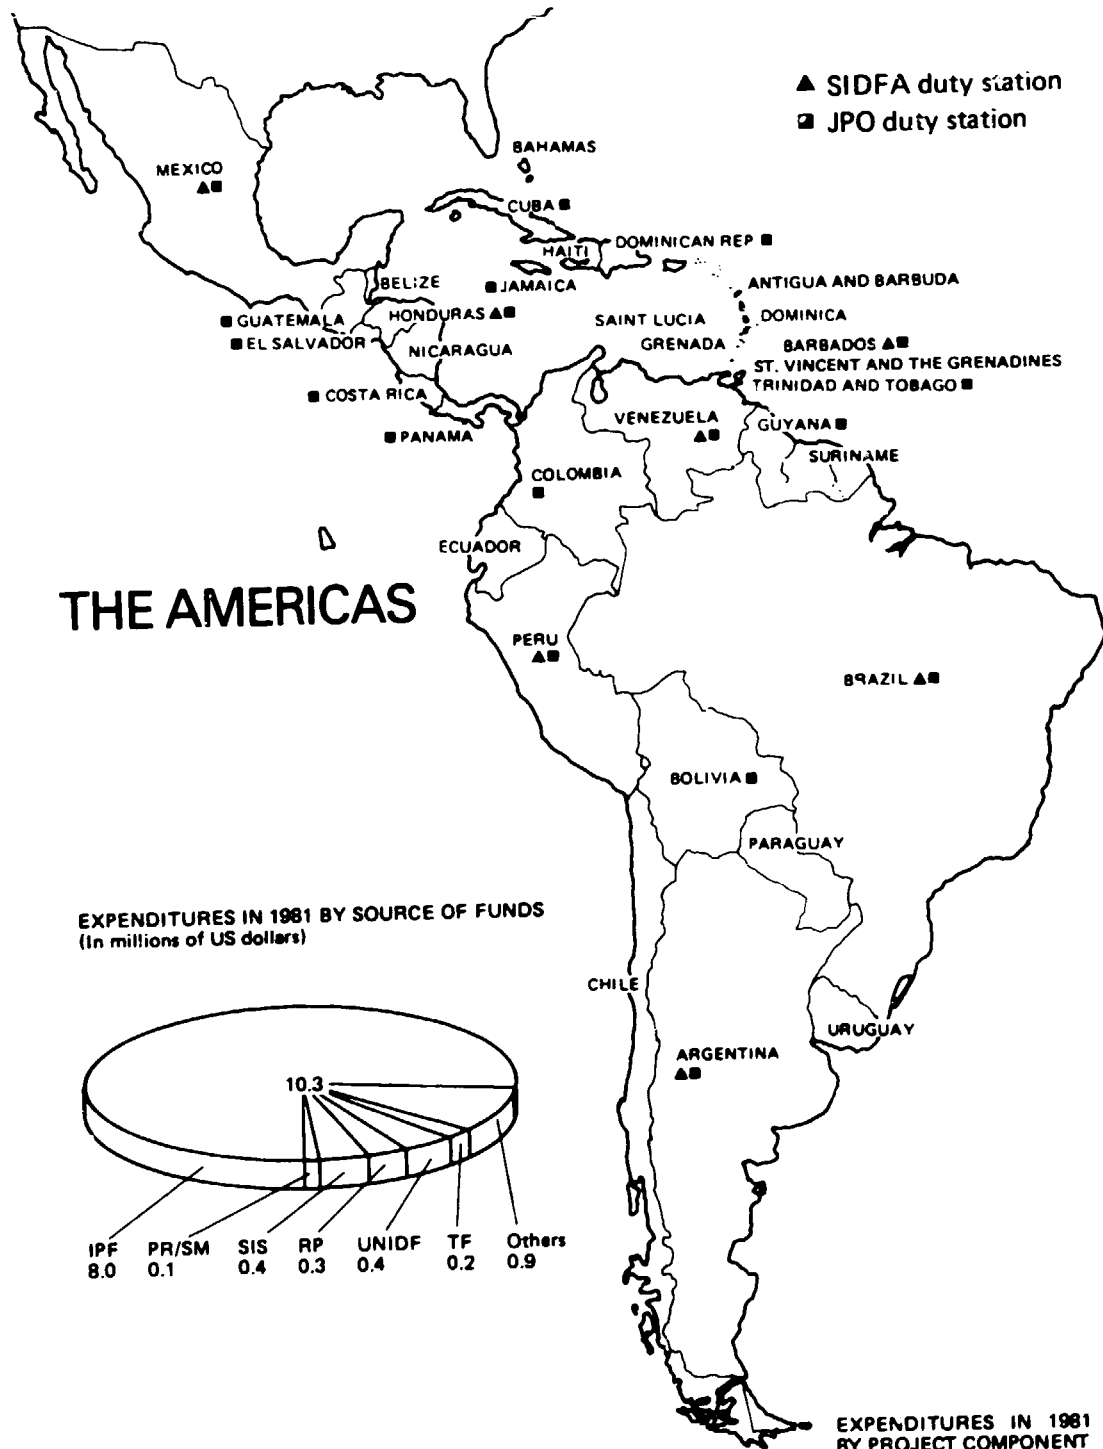 ▲ SIDFA duty station
■ JPO duty station
BAHAMAS
MEXICO
▲■
CUBA ■
HAITI
DOMINICAN REP ■
BELIZE
■ JAMAICA
ANTIGUA AND BARBUDA
■ GUATEMALA
HONDURAS ▲■
SAINT LUCIA
DOMINICA
■ EL SALVADOR
NICARAGUA
GRENADA
BARBADOS ▲■
ST. VINCENT AND THE GRENADINES
■ COSTA RICA
TRINIDAD AND TOBAGO ■
■ PANAMA
VENEZUELA
▲■
GUYANA ■
SURINAME
COLOMBIA
■
ECUADOR
THE AMERICAS
PERU
▲■
BRAZIL ▲■
BOLIVIA ■
PARAGUAY
EXPENDITURES IN 1981 BY SOURCE OF FUNDS
(In millions of US dollars)
CHILE
URUGUAY
ARGENTINA
▲■
10.3
IPF PR/SM SIS RP UNIDF TF Others
8.0 0.1 0.4 0.3 0.4 0.2 0.9
EXPENDITURES IN 1981
BY PROJECT COMPONENT